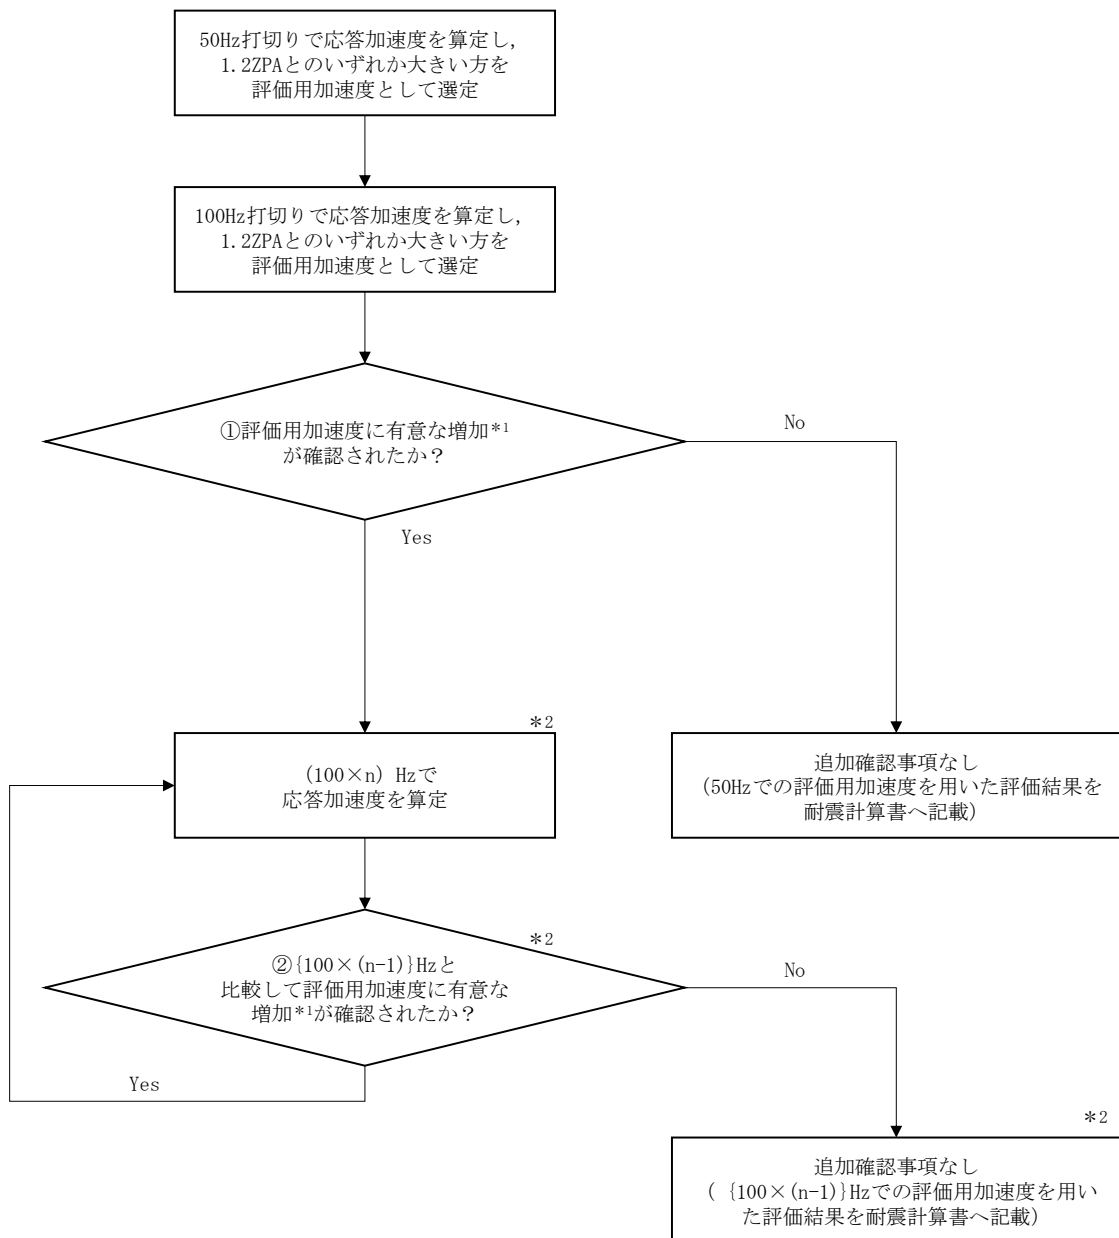 50Hz打切りで応答加速度を算定し,
1.2ZPAとのいずれか大きい方を
評価用加速度として選定
100Hz打切りで応答加速度を算定し,
1.2ZPAとのいずれか大きい方を
評価用加速度として選定
①評価用加速度に有意な増加*1
が確認されたか？
No
Yes
*2
(100×n) Hzで
応答加速度を算定
追加確認事項なし
(50Hzでの評価用加速度を用いた評価結果を
耐震計算書へ記載)
*2
②{100×(n-1)}Hzと
比較して評価用加速度に有意な
増加*1が確認されたか？
No
Yes
*2
追加確認事項なし
( {100×(n-1)}Hzでの評価用加速度を用い
た評価結果を耐震計算書へ記載)